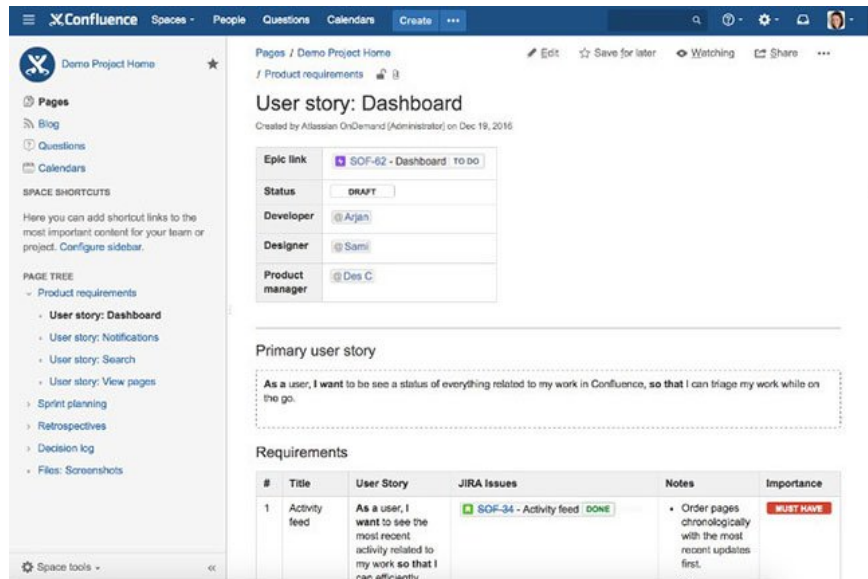 Confluence Spaces People Questions Calendars Create
Demo Project Home
Pages
Blog
Questions
Calendars
SPACE SHORTCUTS
Here you can add shortcut links to the
most important content for your team or
project. Configure sidebar.
PAGE TREE
Product requirements
User story: Dashboard
User story: Notifications
User story: Search
User story: View pages
Sprint planning
Retrospectives
Decision log
Files: Screenshots
Space tools
Pages / Demo Project Home
/ Product requirements
Edit Save for later Watching Share
User story: Dashboard
Created by Atlassian OnDemand (Administrator) on Dec 19, 2016
Epic link SOF-62 - Dashboard TO DO
Status DRAFT
Developer @ Arjan
Designer @ Sami
Product @ Des C
manager
Primary user story
As a user, I want to be see a status of everything related to my work in Confluence, so that I can triage my work while on
the go.
Requirements
# Title User Story JIRA Issues Notes Importance
1 Activity As a user, I SOF-34 - Activity feed DONE • Order pages MUST HAVE
feed want to see the chronologically
most recent with the most
activity related to recent updates
my work so that I first.
can efficiently